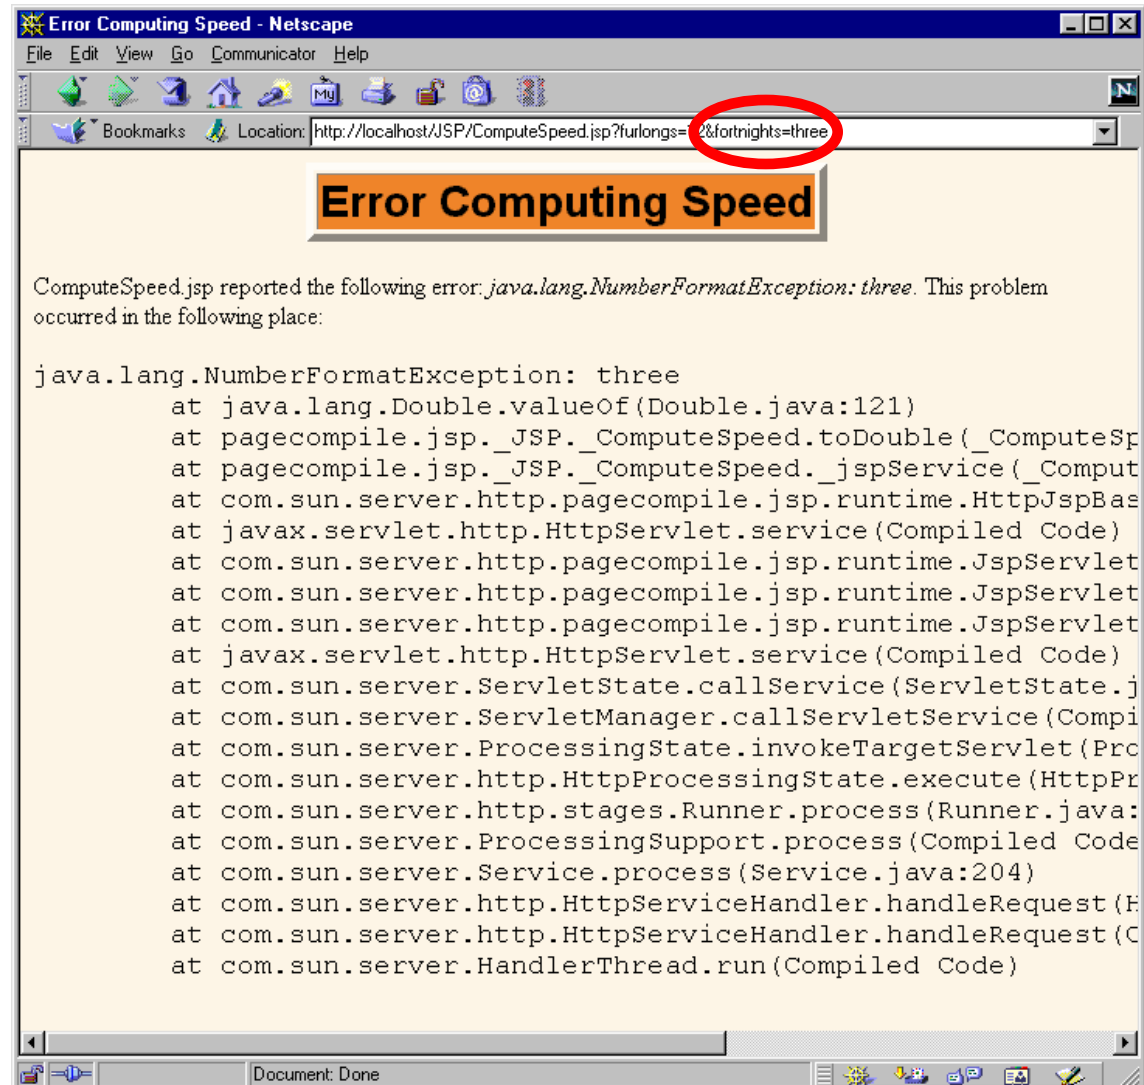 Error Computing Speed - Netscape
File Edit View Go Communicator Help
My
N
Bookmarks Location: http://localhost/JSP/ComputeSpeed.jsp?furlongs= 2&fortnights=three
Error Computing Speed
ComputeSpeed.jsp reported the following error: java.lang.NumberFormatException: three. This problem
occurred in the following place:
java.lang.NumberFormatException: three
at java.lang.Double.valueOf(Double.java:121)
at pagecompile.jsp._JSP._ComputeSpeed.toDouble(_ComputeSp
at pagecompile.jsp._JSP._ComputeSpeed._jspService(_Comput
at com.sun.server.http.pagecompile.jsp.runtime.HttpJspBas
at javax.servlet.http.HttpServlet.service(Compiled Code)
at com.sun.server.http.pagecompile.jsp.runtime.JspServlet
at com.sun.server.http.pagecompile.jsp.runtime.JspServlet
at com.sun.server.http.pagecompile.jsp.runtime.JspServlet
at javax.servlet.http.HttpServlet.service(Compiled Code)
at com.sun.server.ServletState.callService(ServletState.j
at com.sun.server.ServletManager.callServletService(Compi
at com.sun.server.ProcessingState.invokeTargetServlet(Pro
at com.sun.server.http.HttpProcessingState.execute(HttpPr
at com.sun.server.http.stages.Runner.process(Runner.java:
at com.sun.server.ProcessingSupport.process(Compiled Code
at com.sun.server.Service.process(Service.java:204)
at com.sun.server.http.HttpServiceHandler.handleRequest(H
at com.sun.server.http.HttpServiceHandler.handleRequest(C
at com.sun.server.HandlerThread.run(Compiled Code)
Document: Done